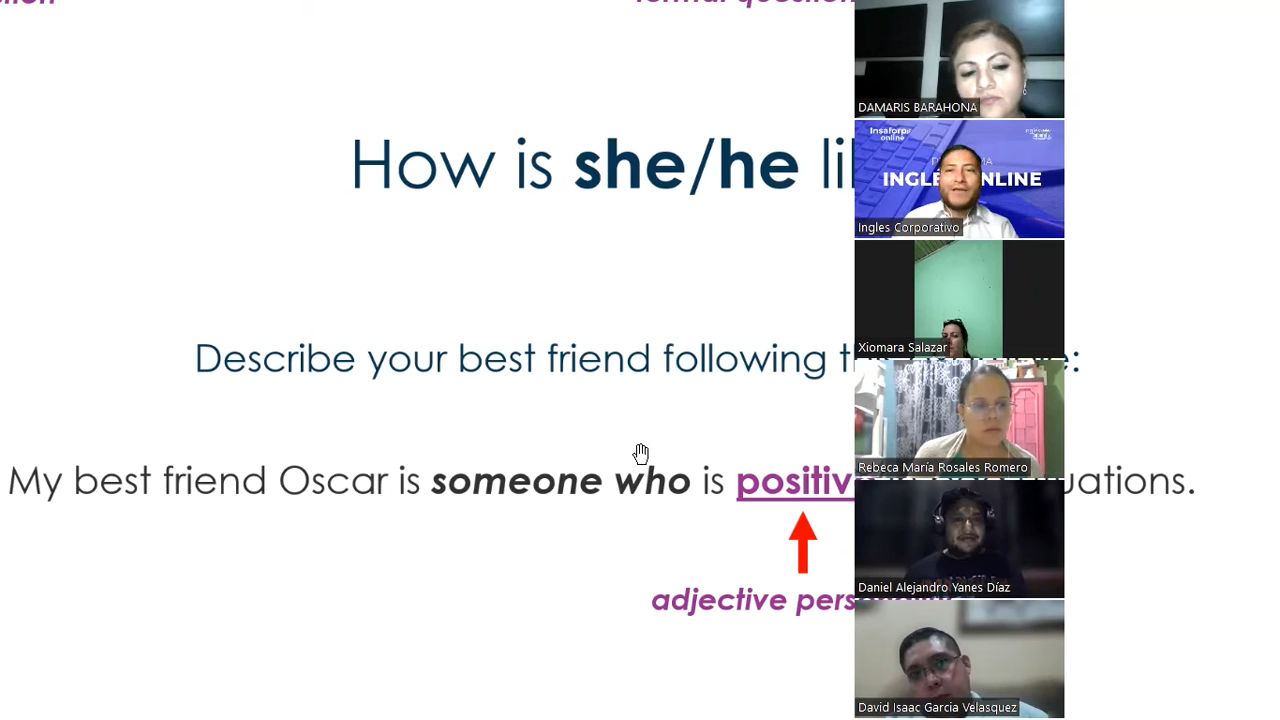 How is she/he li
Describe your best friend following t
e:
My best friend Oscar is someone who is positiv
uations.
adjective pers
DAMARIS BARAHONA
Insaforp
online
INGLE
NLINE
Ingles Corporativo
Xiomara Salazar
Rebeca María Rosales Romero
Daniel Alejandro Yanes Díaz
David Isaac Garcia Velasquez